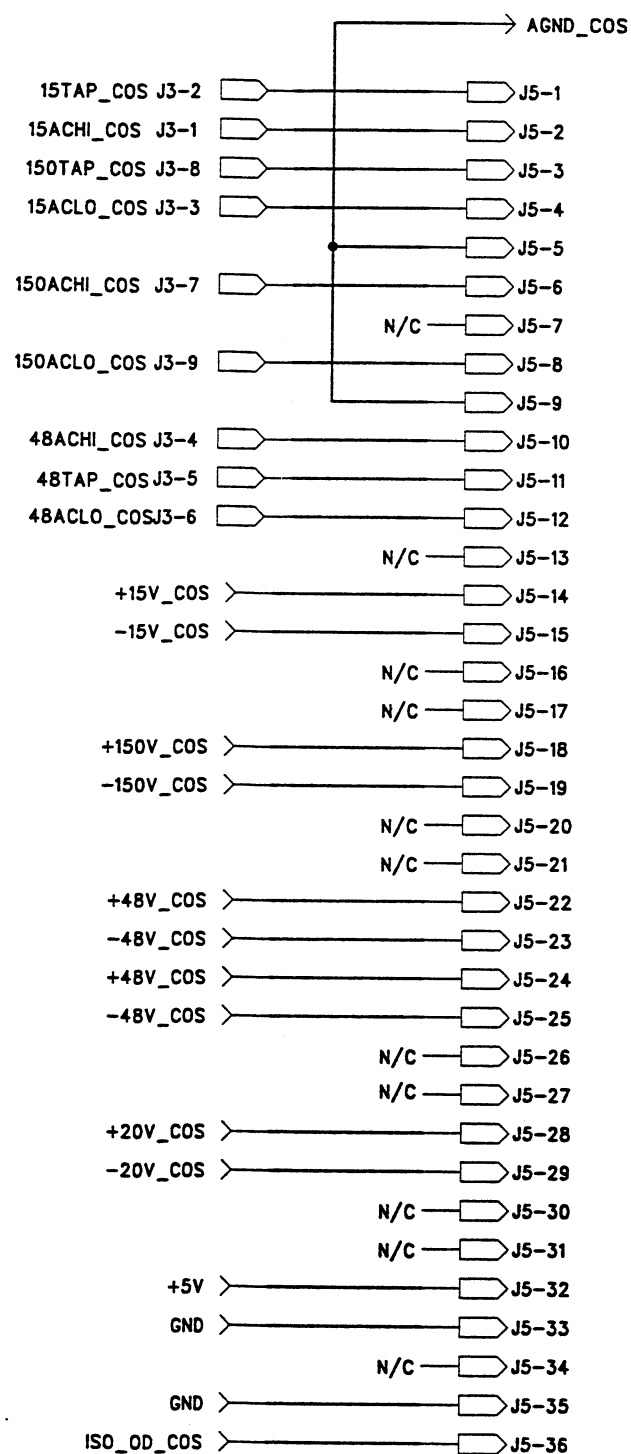 AGND_COS
15TAP_COS J3-2 J5-1
15ACHI_COS J3-1 J5-2
150TAP_COS J3-8 J5-3
15ACLO_COS J3-3 J5-4
J5-5
150ACHI_COS J3-7 J5-6
N/C J5-7
150ACLO_COS J3-9 J5-8
J5-9
48ACHI_COS J3-4 J5-10
48TAP_COS J3-5 J5-11
48ACLO_COS J3-6 J5-12
N/C J5-13
+15V_COS J5-14
-15V_COS J5-15
N/C J5-16
N/C J5-17
+150V_COS J5-18
-150V_COS J5-19
N/C J5-20
N/C J5-21
+48V_COS J5-22
-48V_COS J5-23
+48V_COS J5-24
-48V_COS J5-25
N/C J5-26
N/C J5-27
+20V_COS J5-28
-20V_COS J5-29
N/C J5-30
N/C J5-31
+5V J5-32
GND J5-33
N/C J5-34
GND J5-35
ISO_OD_COS J5-36